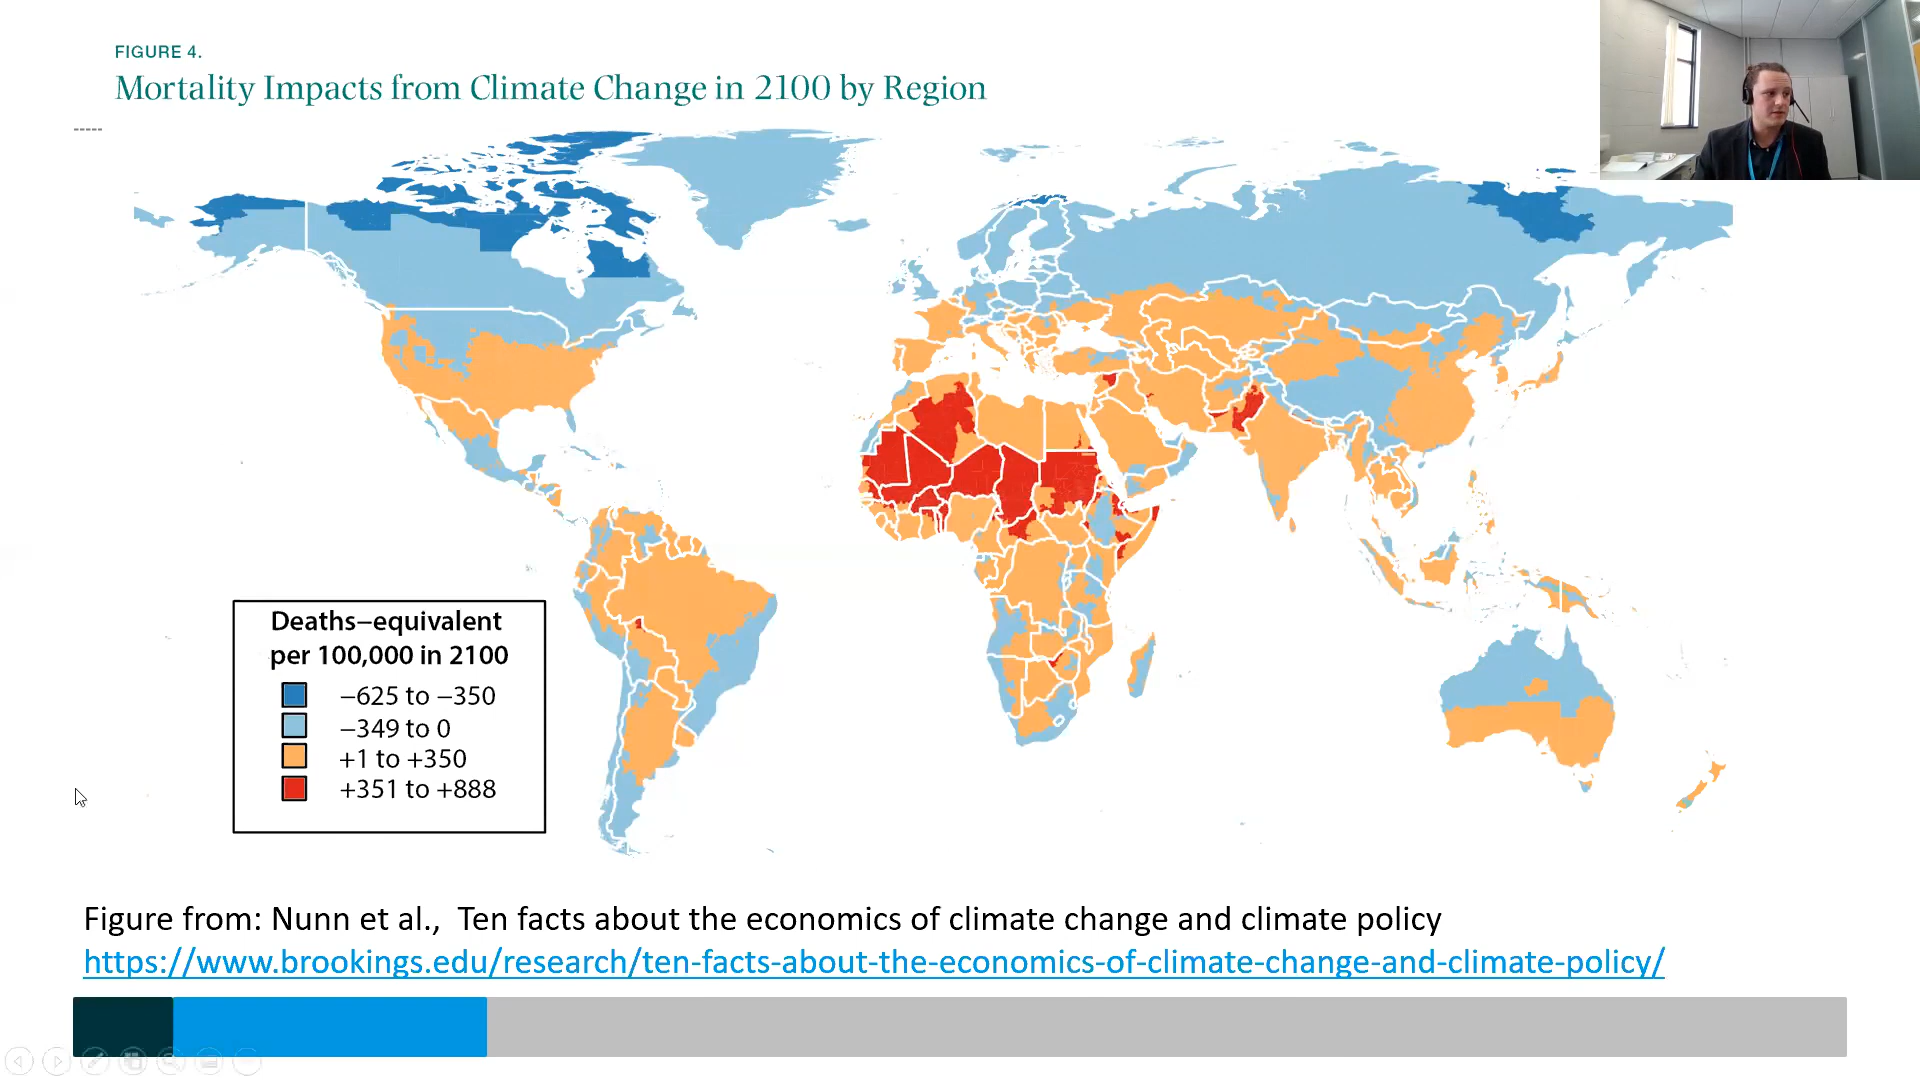 FIGURE 4.
Mortality Impacts from Climate Change in 2100 by Region
Deaths–equivalent
per 100,000 in 2100
−625 to −350
−349 to 0
+1 to +350
+351 to +888
Figure from: Nunn et al.,  Ten facts about the economics of climate change and climate policy
https://www.brookings.edu/research/ten-facts-about-the-economics-of-climate-change-and-climate-policy/